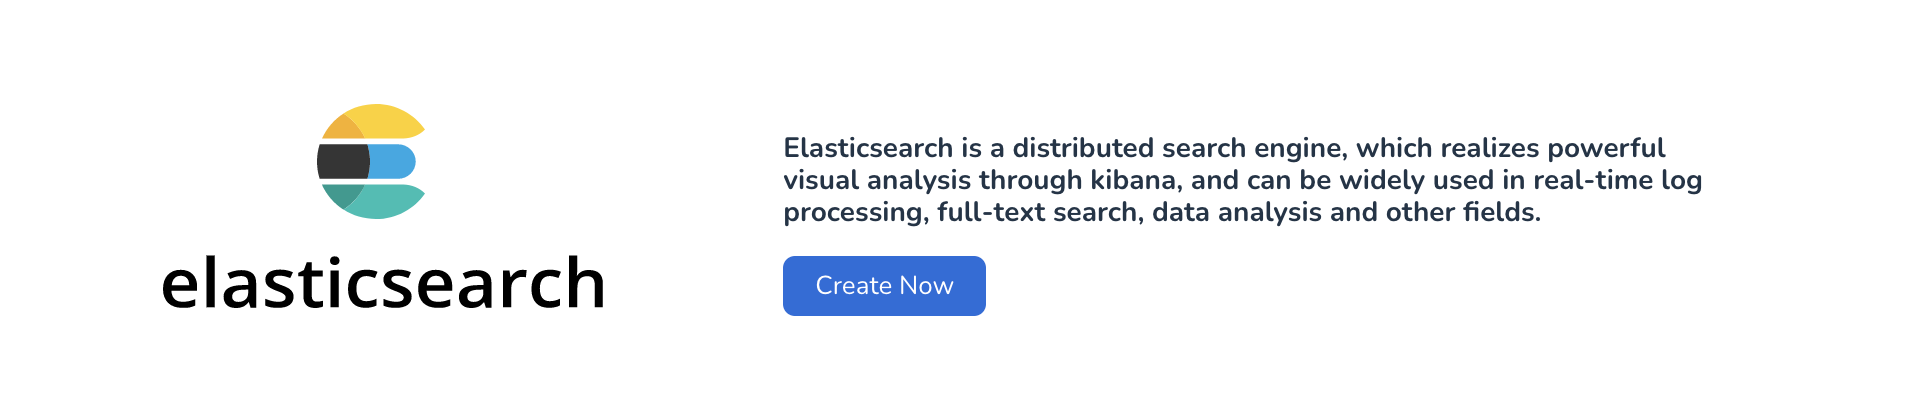 elasticsearch
Elasticsearch is a distributed search engine, which realizes powerful
visual analysis through kibana, and can be widely used in real-time log
processing, full-text search, data analysis and other fields.
Create Now